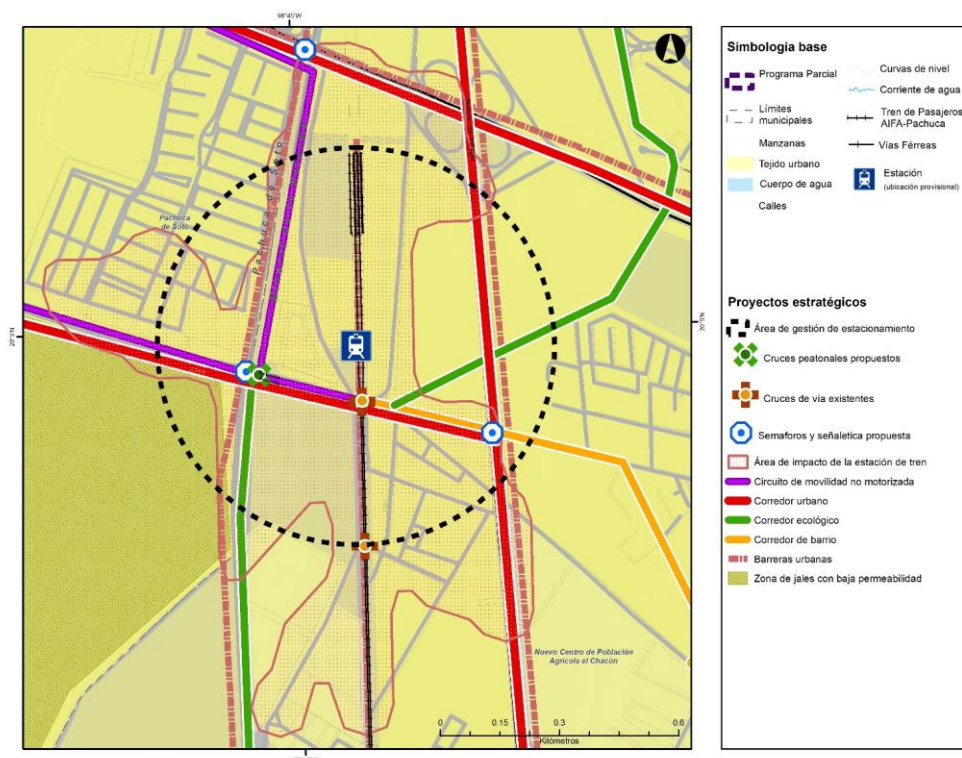 98°45'W
20°5'N
20°5'N
Pachuca de Soto
Pachuca
de Soto
Nuevo Centro de Población
Agrícola el Chacón
0 0.15 0.3 0.6
Kilómetros
Simbología base
Programa Parcial
Límites
municipales
Manzanas
Tejido urbano
Cuerpo de agua
Calles
Curvas de nivel
Corriente de agua
Tren de Pasajeros
AIFA-Pachuca
Vías Férreas
Estación
(ubicación provisional)
Proyectos estratégicos
Área de gestión de estacionamiento
Cruces peatonales propuestos
Cruces de vía existentes
Semaforos y señaletica propuesta
Área de impacto de la estación de tren
Circuito de movilidad no motorizada
Corredor urbano
Corredor ecológico
Corredor de barrio
Barreras urbanas
Zona de jales con baja permeabilidad